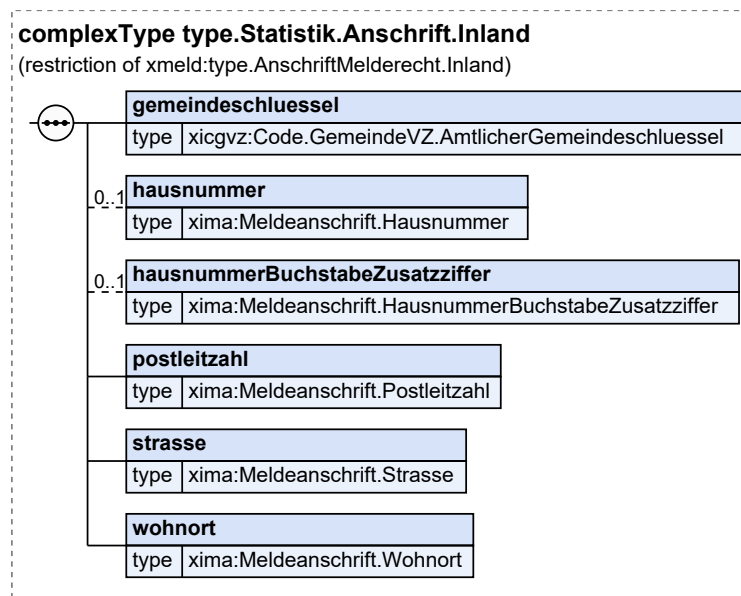 complexType type.Statistik.Anschrift.Inland
(restriction of xmeld:type.AnschriftMelderecht.Inland)
gemeindeschluessel
type xicgvz:Code.GemeindeVZ.AmtlicherGemeindeschluessel
0..1 hausnummer
type xima:Meldeanschrift.Hausnummer
0..1 hausnummerBuchstabeZusatzziffer
type xima:Meldeanschrift.HausnummerBuchstabeZusatzziffer
postleitzahl
type xima:Meldeanschrift.Postleitzahl
strasse
type xima:Meldeanschrift.Strasse
wohnort
type xima:Meldeanschrift.Wohnort